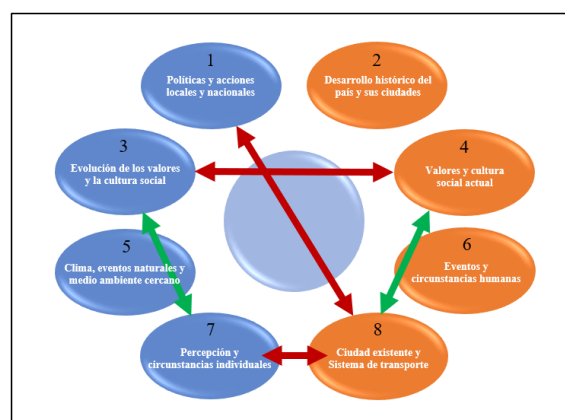 1
Políticas y acciones
locales y nacionales
2
Desarrollo histórico del
país y sus ciudades
3
Evolución de los valores
y la cultura social
4
Valores y cultura
social actual
5
Clima, eventos naturales y
medio ambiente cercano
6
Eventos y
circunstancias humanas
7
Percepción y
circunstancias individuales
8
Ciudad existente y
Sistema de transporte